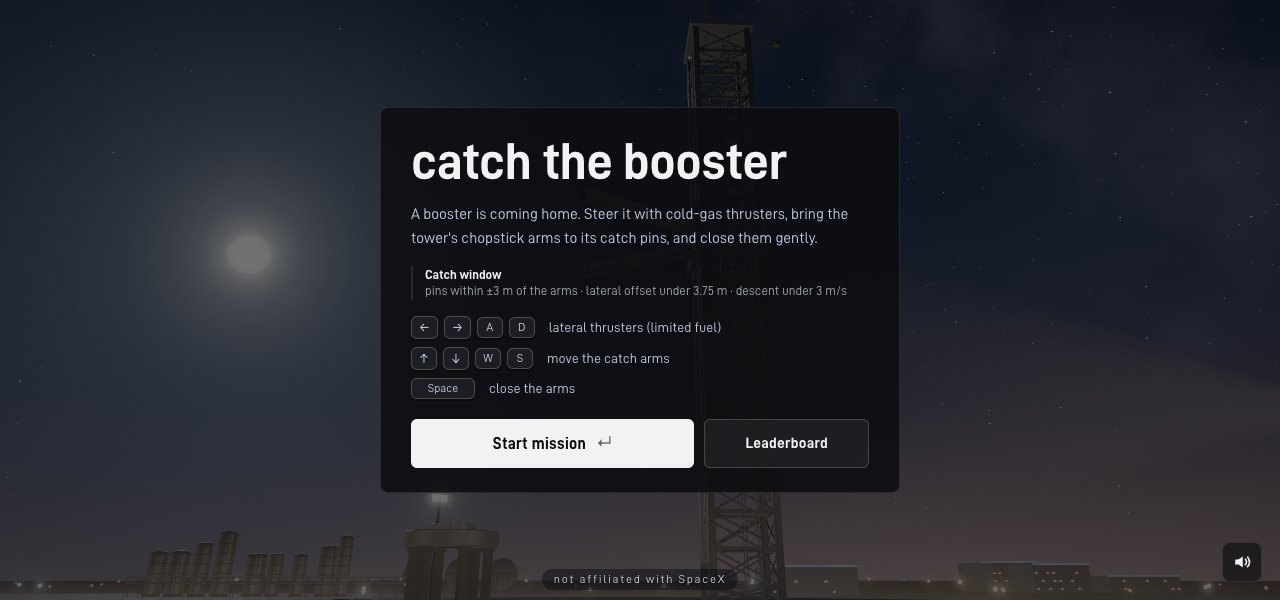 catch the booster
A booster is coming home. Steer it with cold-gas thrusters, bring the
tower's chopstick arms to its catch pins, and close them gently.
Catch window
pins within ±3 m of the arms · lateral offset under 3.75 m · descent under 3 m/s
← → A D lateral thrusters (limited fuel)
↑ ↓ W S move the catch arms
Space close the arms
Start mission ↵
Leaderboard
not affiliated with SpaceX